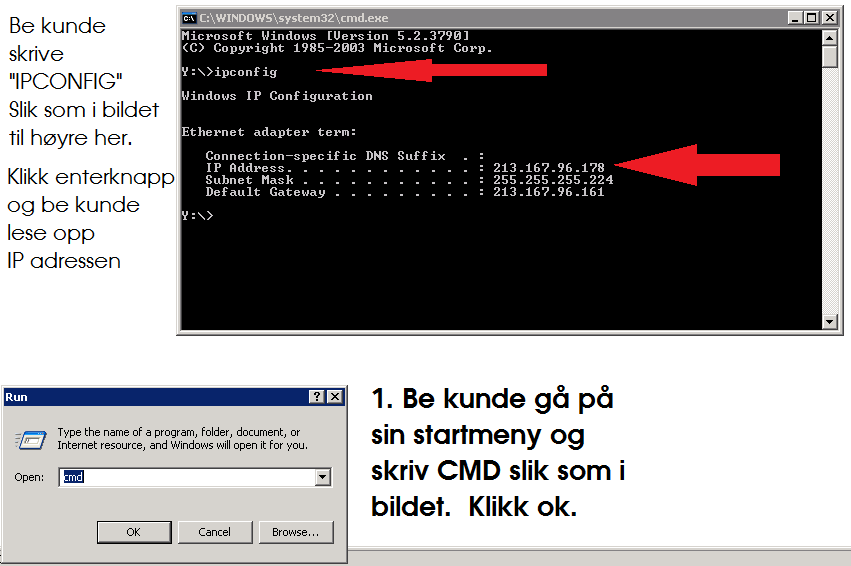 Be kunde
skrive
"IPCONFIG"
Slik som i bildet
til høyre her.
Klikk enterknapp
og be kunde
lese opp
IP adressen
C:\WINDOWS\system32\cmd.exe
Microsoft Windows [Version 5.2.3790]
(C) Copyright 1985-2003 Microsoft Corp.
Y:\>ipconfig
Windows IP Configuration
Ethernet adapter term:
Connection-specific DNS Suffix  . :
IP Address. . . . . . . . . . . . : 213.167.96.178
Subnet Mask . . . . . . . . . . . : 255.255.255.224
Default Gateway . . . . . . . . . : 213.167.96.161
Y:\>
Run
Type the name of a program, folder, document, or
Internet resource, and Windows will open it for you.
Open: cmd
OK Cancel Browse...
1. Be kunde gå på
sin startmeny og
skriv CMD slik som i
bildet.  Klikk ok.